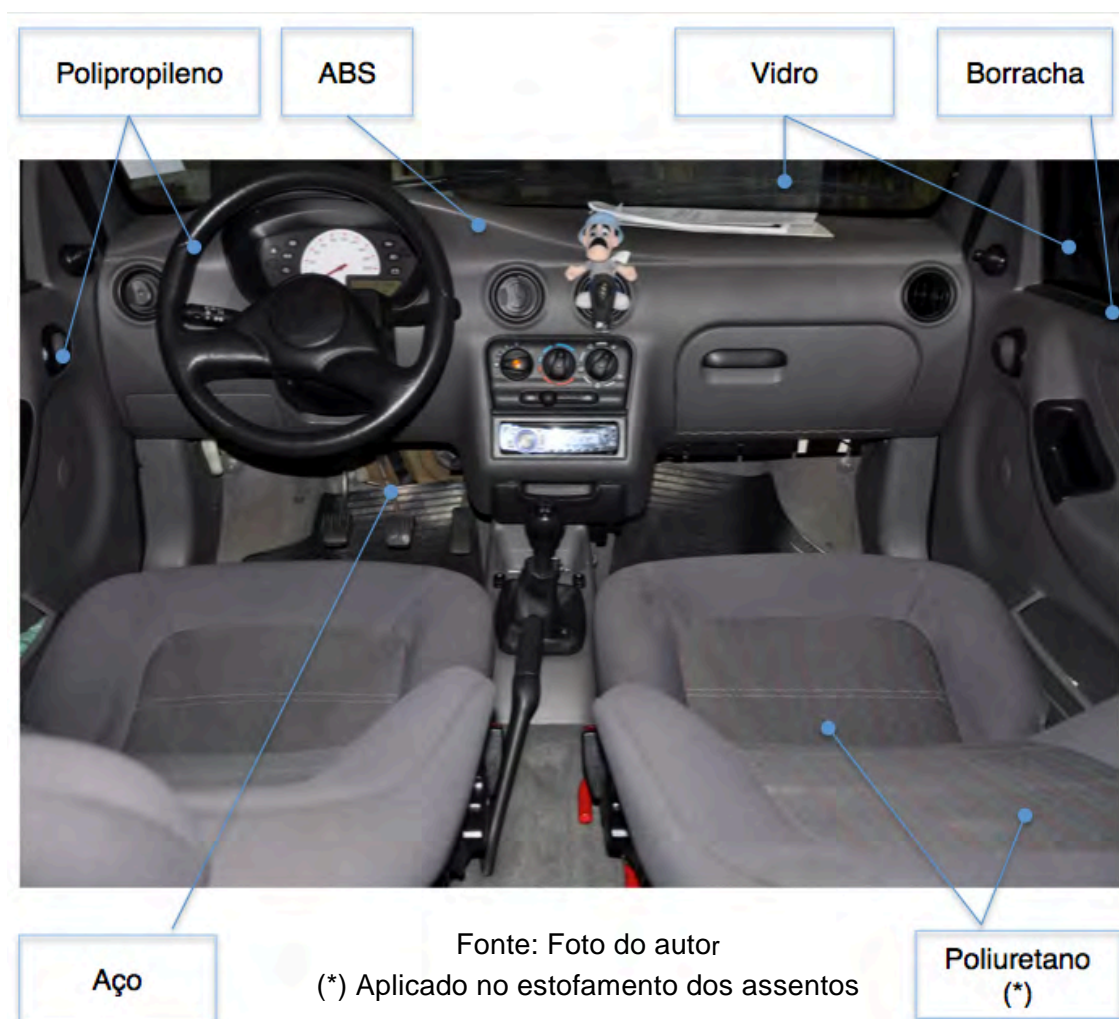 Polipropileno
ABS
Vidro
Borracha
Aço
Fonte: Foto do autor
(*) Aplicado no estofamento dos assentos
Poliuretano
(*)